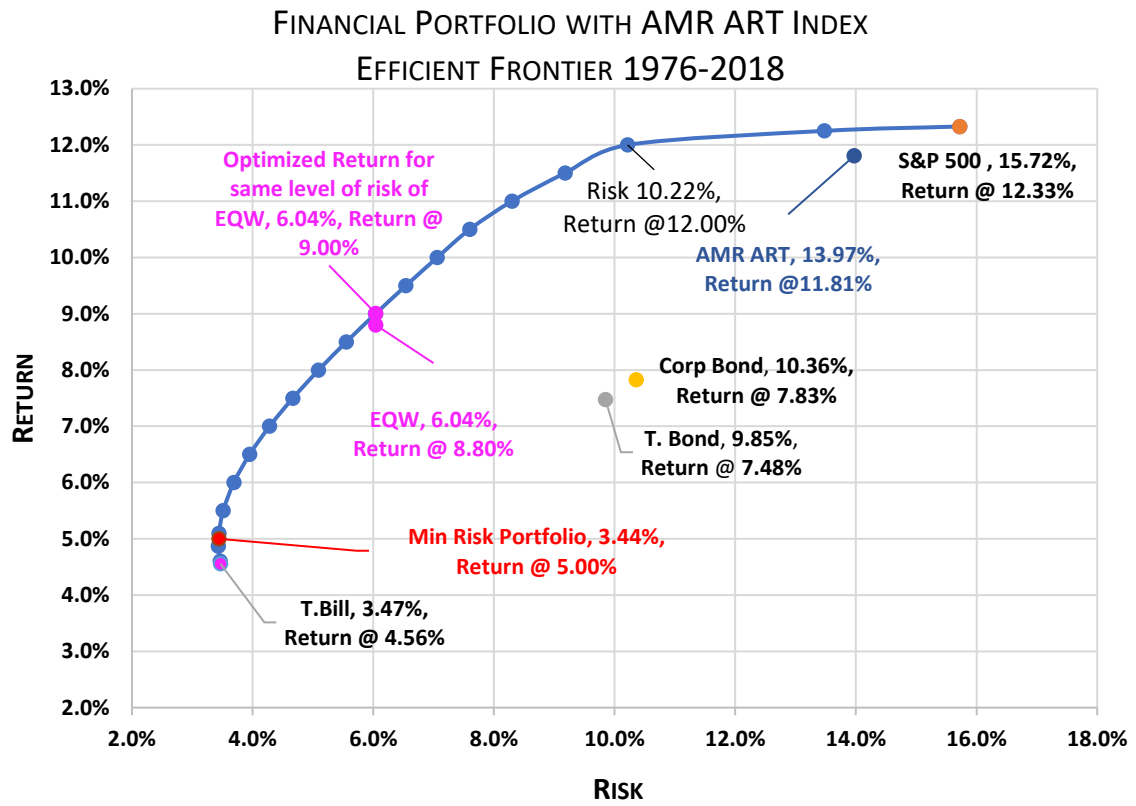 FINANCIAL PORTFOLIO WITH AMR ART INDEX
EFFICIENT FRONTIER 1976-2018
13.0%
12.0%
11.0%
10.0%
9.0%
8.0%
7.0%
6.0%
5.0%
4.0%
3.0%
2.0%
RETURN
Optimized Return for
same level of risk of
EQW, 6.04%, Return @
9.00%
Risk 10.22%,
Return @12.00%
S&P 500 , 15.72%,
Return @ 12.33%
AMR ART, 13.97%,
Return @11.81%
Corp Bond, 10.36%,
Return @ 7.83%
EQW, 6.04%,
Return @ 8.80%
T. Bond, 9.85%,
Return @ 7.48%
Min Risk Portfolio, 3.44%,
Return @ 5.00%
T.Bill, 3.47%,
Return @ 4.56%
2.0%
4.0%
6.0%
8.0%
10.0%
12.0%
14.0%
16.0%
18.0%
RISK